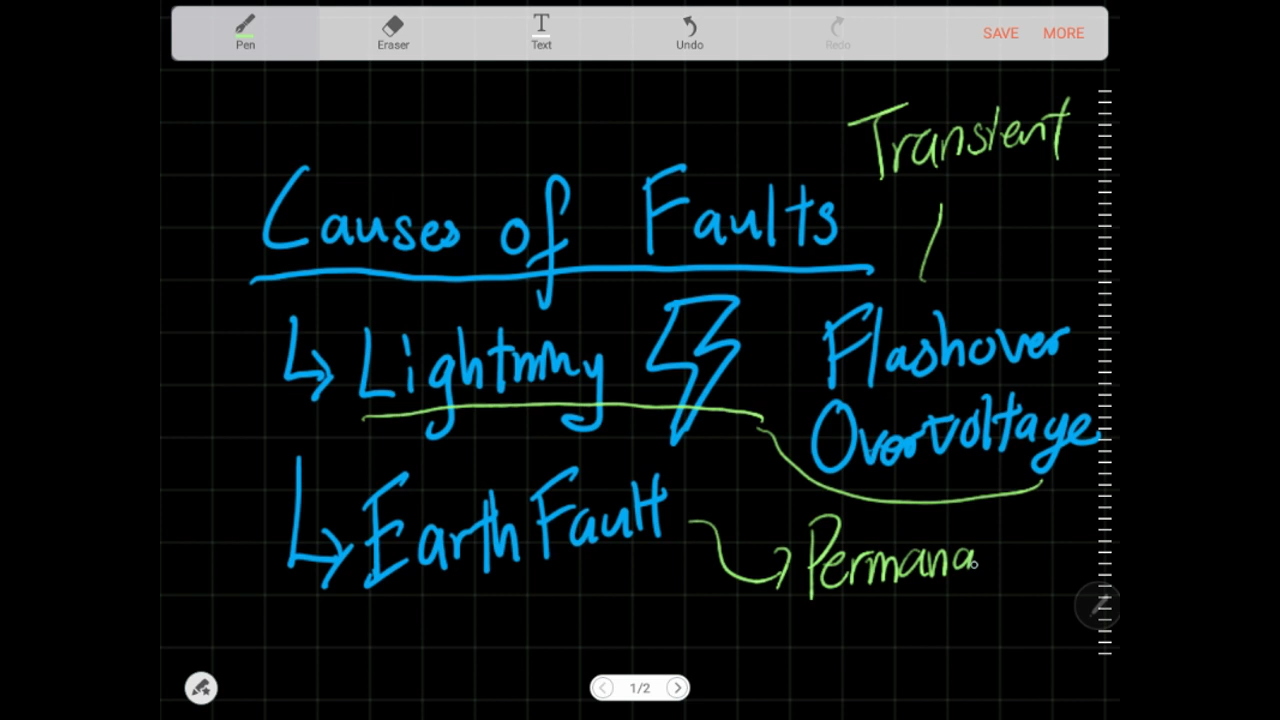 Pen Eraser Text Undo Redo SAVE MORE
Transient
Causes of Faults
↳ Lightning Flashover
Overvoltage
↳ Earth Fault → Permana
1/2